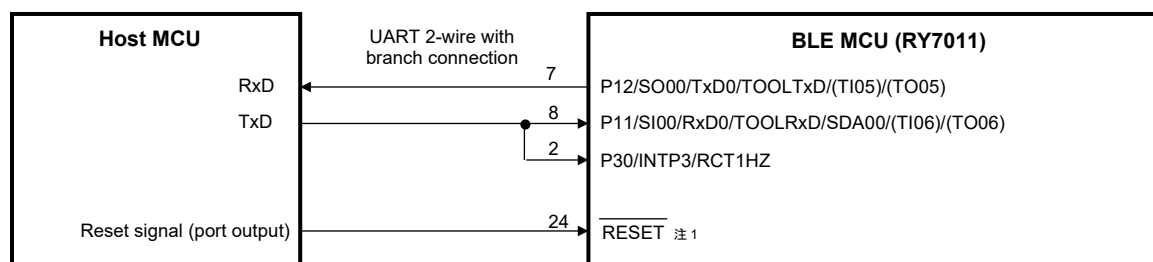 Host MCU
UART 2-wire with
branch connection
BLE MCU (RY7011)
RxD
7
P12/SO00/TxD0/TOOLTxD/(TI05)/(TO05)
TxD
8
P11/SI00/RxD0/TOOLRxD/SDA00/(TI06)/(TO06)
2
P30/INTP3/RCT1HZ
Reset signal (port output)
24
RESET 注 1